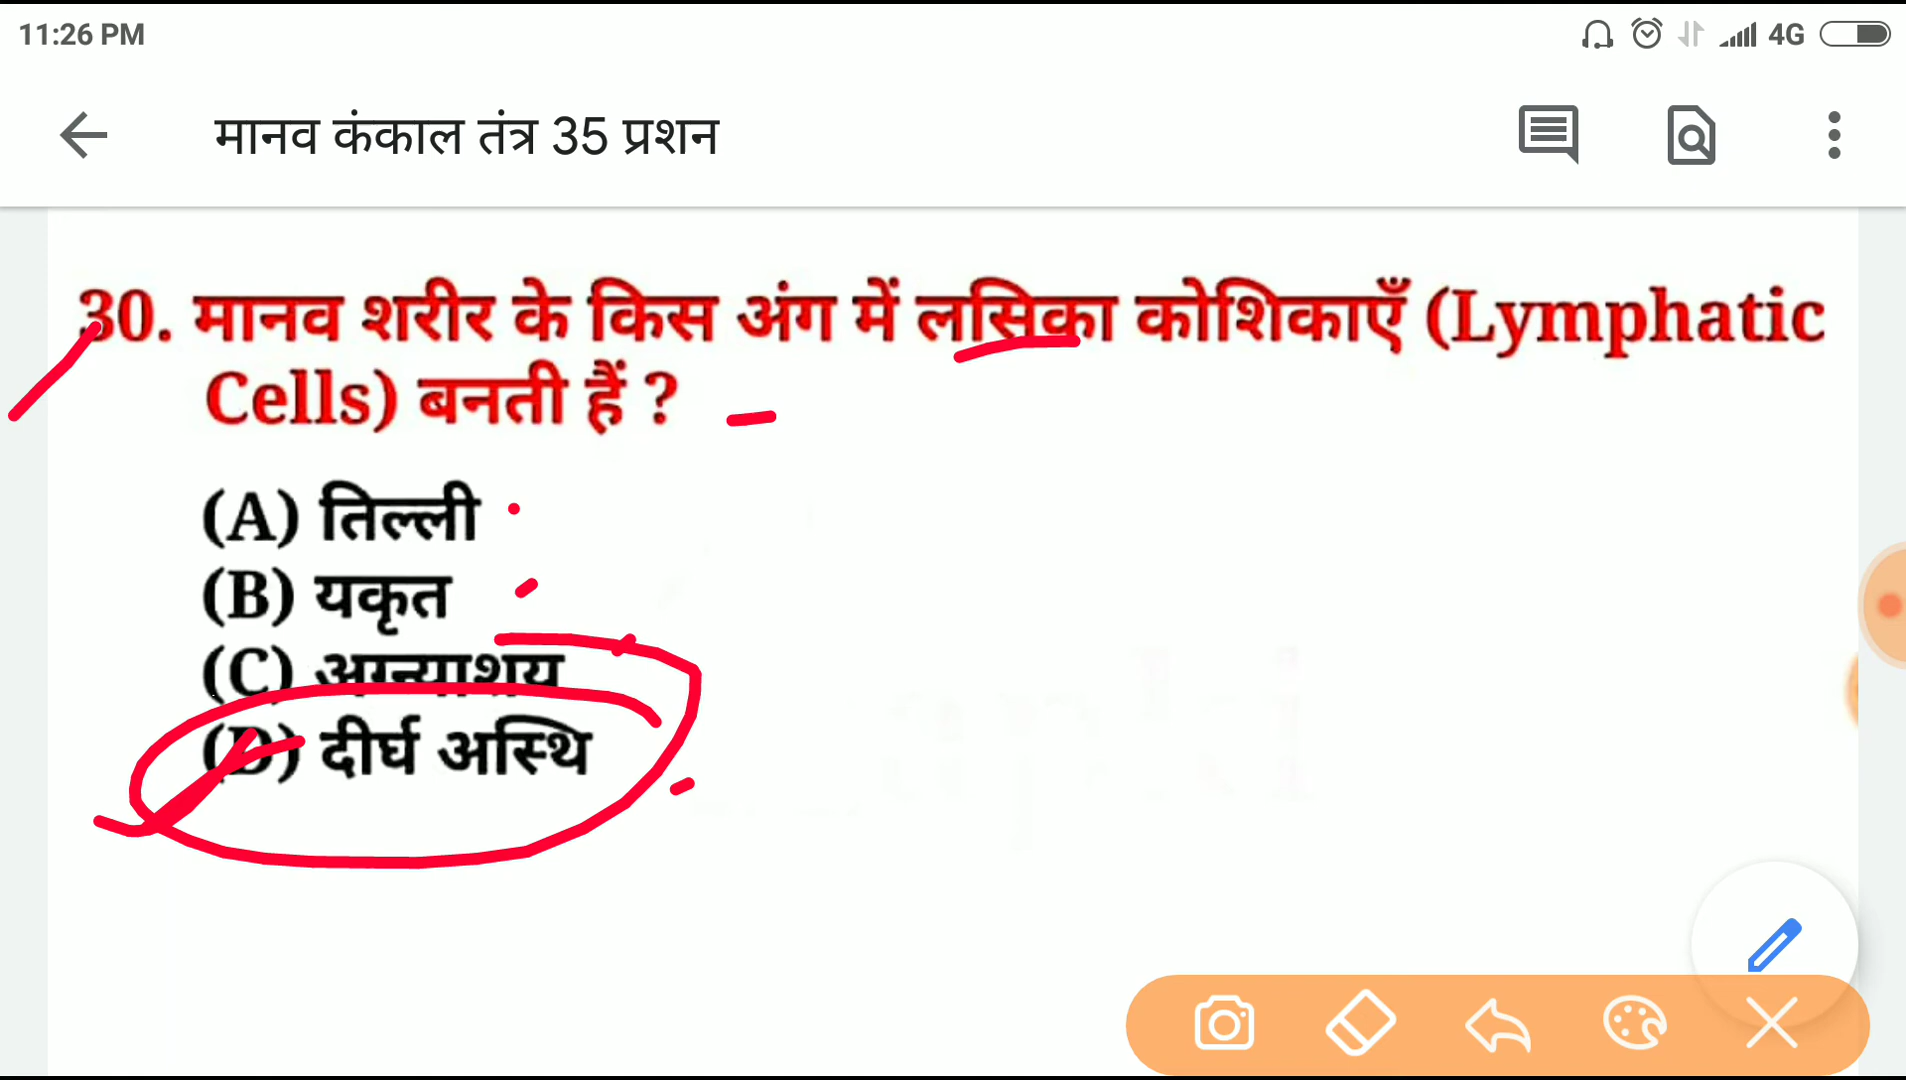 11:26 PM
4G
मानव कंकाल तंत्र 35 प्रशन
30. मानव शरीर के किस अंग में लसिका कोशिकाएँ (Lymphatic
Cells) बनती हैं ?
(A) तिल्ली
(B) यकृत
(C) अग्न्याशय
(D) दीर्घ अस्थि